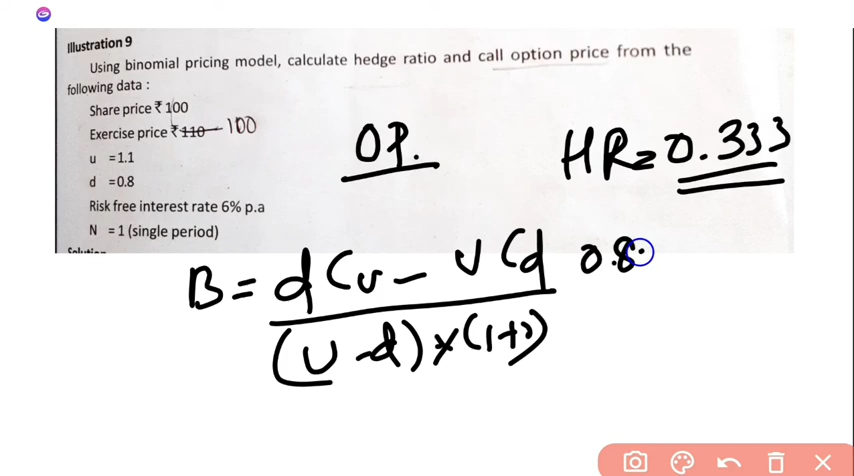 Illustration 9
Using binomial pricing model, calculate hedge ratio and call option price from the
following data :
Share price ₹ 100
Exercise price ₹ 110 100
u = 1.1
d = 0.8
Risk free interest rate 6% p.a
N = 1 (single period)
OP.
HR = 0.333
B = dCu - uCd
(u - d) × (1+r)
0.8